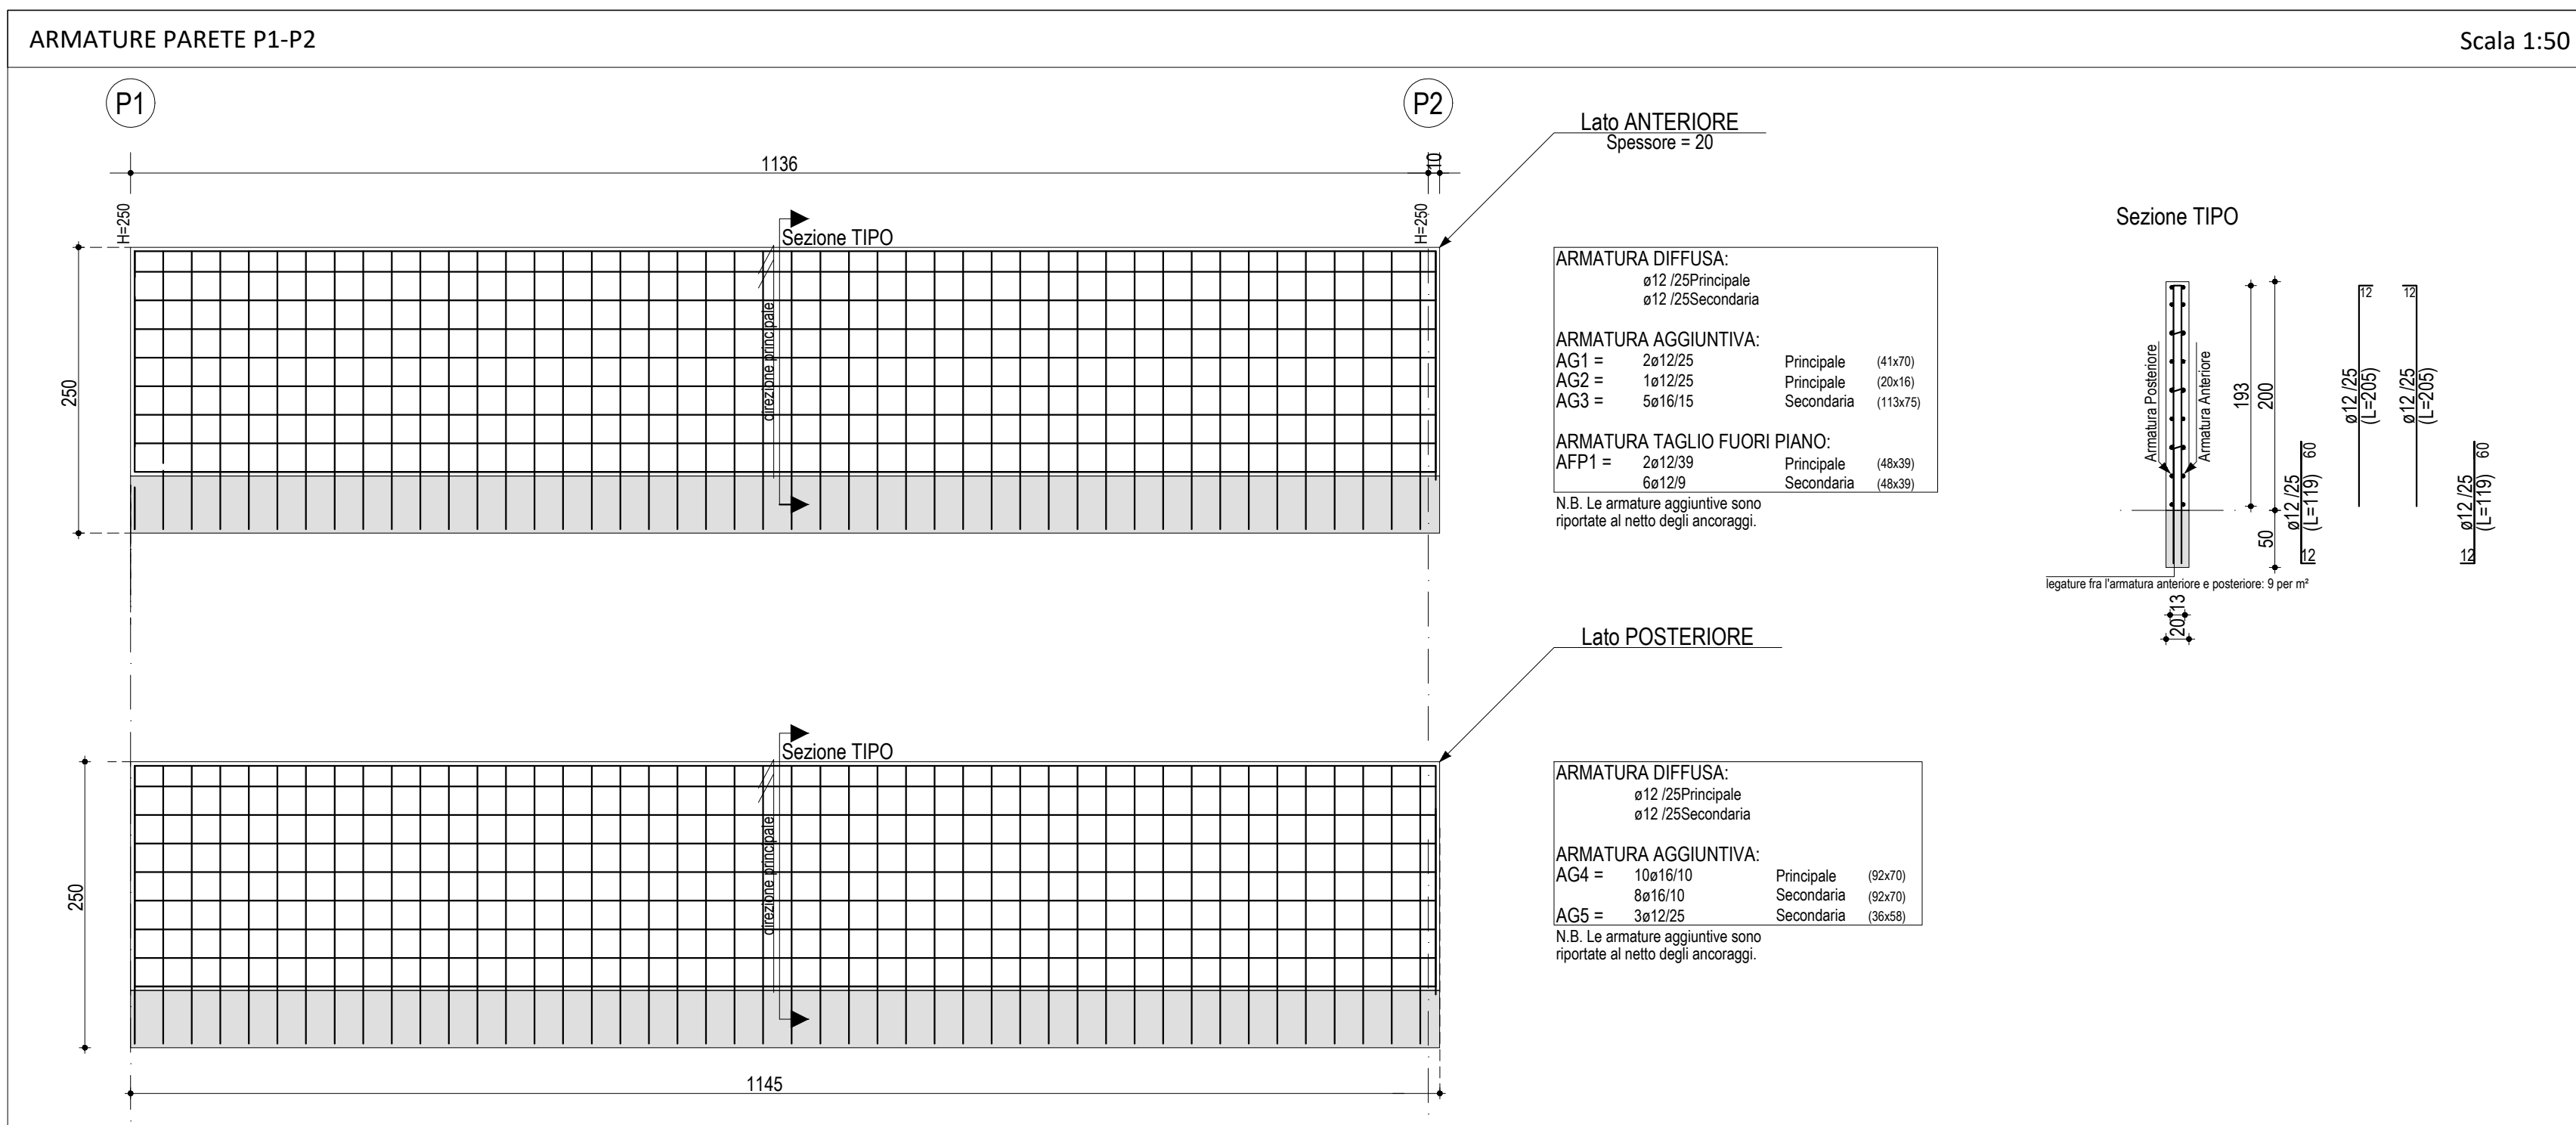 ARMATURE PARETE P1-P2
Scala 1:50
P1
P2
1136
10
H=250
H=250
250
Sezione TIPO
direzione principale
Lato ANTERIORE
Spessore = 20
ARMATURA DIFFUSA:
ø12 /25Principale
ø12 /25Secondaria
ARMATURA AGGIUNTIVA:
AG1 = 2ø12/25 Principale (41x70)
AG2 = 1ø12/25 Principale (20x16)
AG3 = 5ø16/15 Secondaria (113x75)
ARMATURA TAGLIO FUORI PIANO:
AFP1 = 2ø12/39 Principale (48x39)
6ø12/9 Secondaria (48x39)
N.B. Le armature aggiuntive sono
riportate al netto degli ancoraggi.
Sezione TIPO
Armatura Posteriore
Armatura Anteriore
193
200
50
12
12
ø12 /25
(L=205)
ø12 /25
(L=205)
60
ø12 /25
(L=119)
12
60
ø12 /25
(L=119)
12
legature fra l'armatura anteriore e posteriore: 9 per m²
13
20
Lato POSTERIORE
250
Sezione TIPO
direzione principale
1145
ARMATURA DIFFUSA:
ø12 /25Principale
ø12 /25Secondaria
ARMATURA AGGIUNTIVA:
AG4 = 10ø16/10 Principale (92x70)
8ø16/10 Secondaria (92x70)
AG5 = 3ø12/25 Secondaria (36x58)
N.B. Le armature aggiuntive sono
riportate al netto degli ancoraggi.